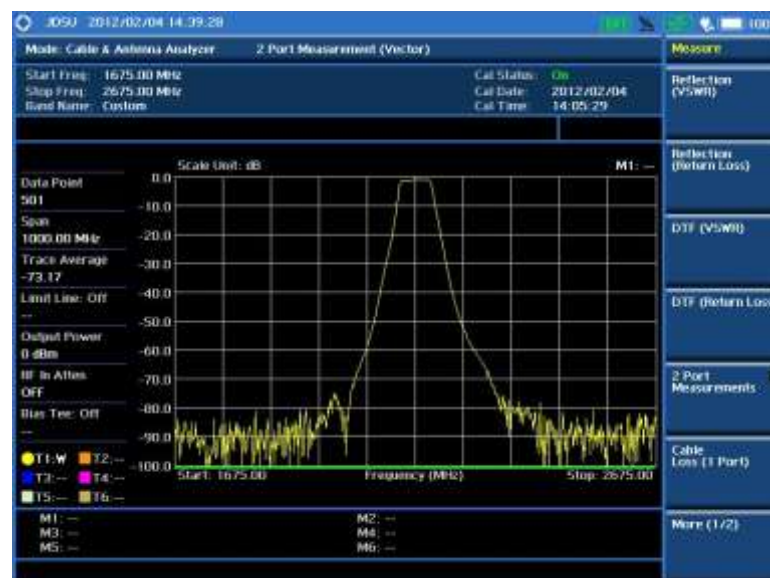 JDSU 2012/02/04 14:39:28
100
Mode: Cable & Antenna Analyzer 2 Port Measurement (Vector)
Measure
Start Freq: 1675.00 MHz
Stop Freq: 2675.00 MHz
Band Name: Custom
Cal Status: On
Cal Date: 2012/02/04
Cal Time: 14:05:29
Reflection
(VSWR)
Reflection
(Return Loss)
DTF (VSWR)
DTF (Return Loss
2 Port
Measurements
Cable
Loss (1 Port)
More (1/2)
Scale Unit: dB
M1: --
Data Point
501
Span
1000.00 MHz
Trace Average
-73.17
Limit Line: Off
--
Output Power
0 dBm
RF In Atten
OFF
Bias Tee: Off
--
T1:W T2:--
T3:-- T4:--
T5:-- T6:--
0.0
-10.0
-20.0
-30.0
-40.0
-50.0
-60.0
-70.0
-80.0
-90.0
-100.0
Start: 1675.00 Frequency (MHz) Stop: 2675.00
M1: -- M2: --
M3: -- M4: --
M5: -- M6: --